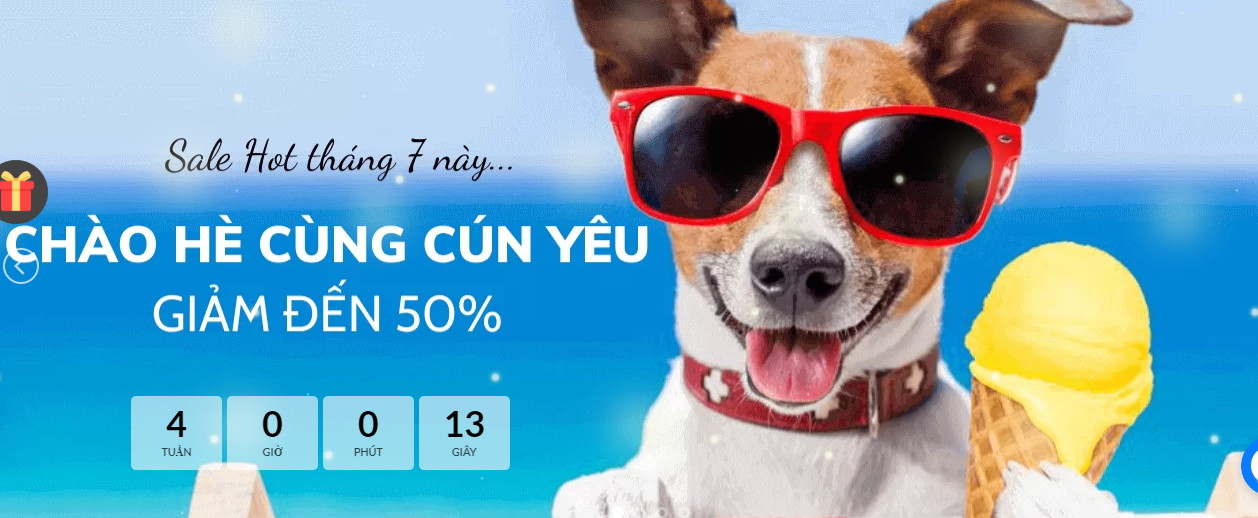 Sale Hot tháng 7 này...
CHÀO HÈ CÙNG CÚN YÊU
GIẢM ĐẾN 50%
4 0 0 13
TUẦN GIỜ PHÚT GIÂY